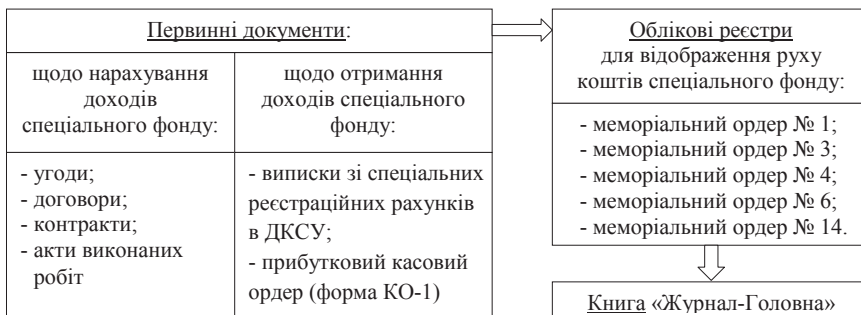 Первинні документи:
щодо нарахування
доходів
спеціального фонду:
- угоди;
- договори;
- контракти;
- акти виконаних
робіт
щодо отримання
доходів спеціального
фонду:
- виписки зі спеціальних
реєстраційних рахунків
в ДКСУ;
- прибутковий касовий
ордер (форма КО-1)
Облікові реєстри
для відображення руху
коштів спеціального фонду:
- меморіальний ордер № 1;
- меморіальний ордер № 3;
- меморіальний ордер № 4;
- меморіальний ордер № 6;
- меморіальний ордер № 14.
Книга «Журнал-Головна»